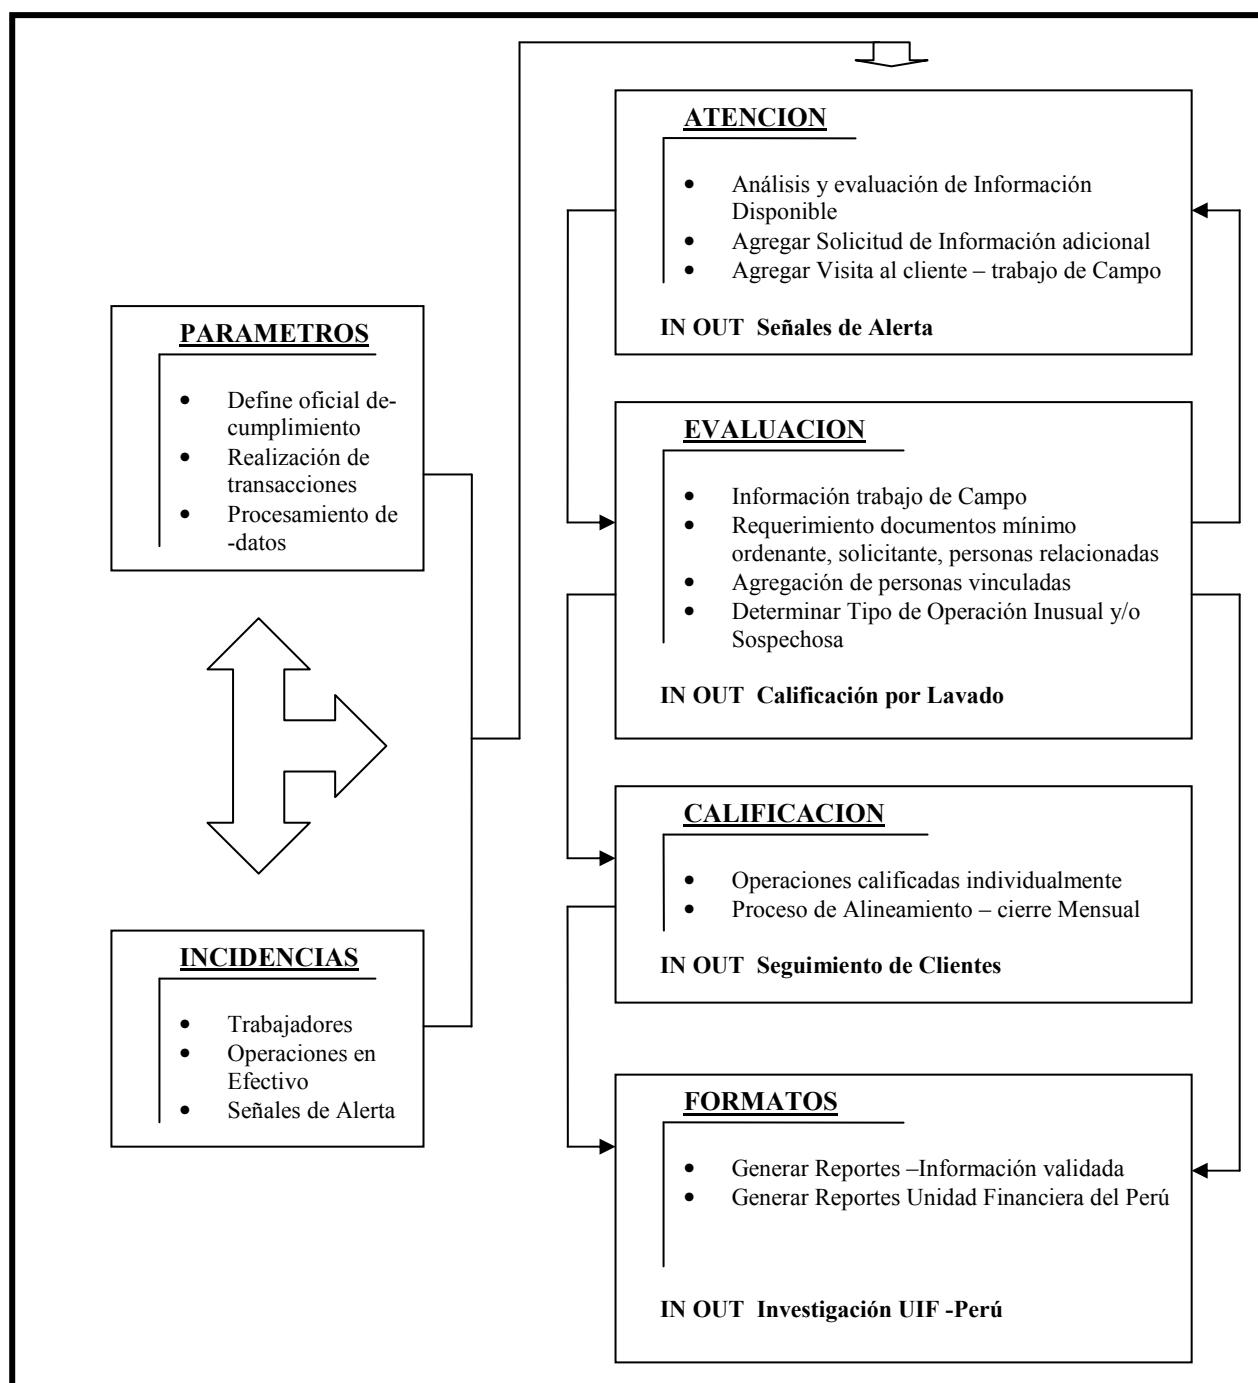 ATENCION
• Análisis y evaluación de Información
Disponible
• Agregar Solicitud de Información adicional
• Agregar Visita al cliente – trabajo de Campo
IN OUT Señales de Alerta
PARAMETROS
• Define oficial de-
cumplimiento
• Realización de
transacciones
• Procesamiento de
-datos
EVALUACION
• Información trabajo de Campo
• Requerimiento documentos mínimo
ordenante, solicitante, personas relacionadas
• Agregación de personas vinculadas
• Determinar Tipo de Operación Inusual y/o
Sospechosa
IN OUT Calificación por Lavado
CALIFICACION
• Operaciones calificadas individualmente
• Proceso de Alineamiento – cierre Mensual
IN OUT Seguimiento de Clientes
INCIDENCIAS
• Trabajadores
• Operaciones en
Efectivo
• Señales de Alerta
FORMATOS
• Generar Reportes –Información validada
• Generar Reportes Unidad Financiera del Perú
IN OUT Investigación UIF -Perú